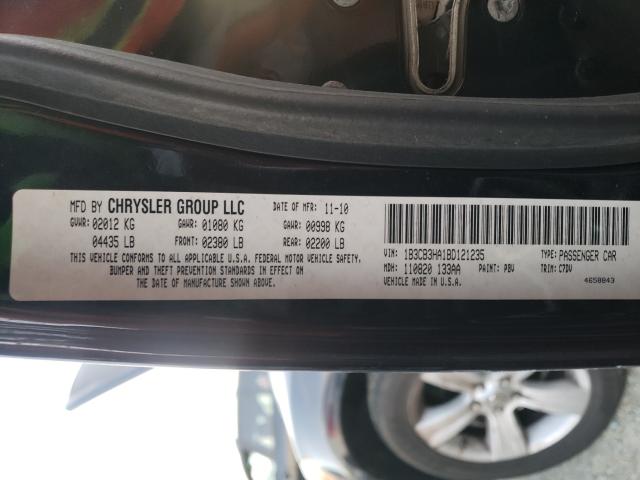 MFD BY CHRYSLER GROUP LLC DATE OF MFR: 11-10
GVWR: 02012 KG GAWR: 01080 KG GAWR: 00998 KG
04435 LB FRONT: 02380 LB REAR: 02200 LB
THIS VEHICLE CONFORMS TO ALL APPLICABLE U.S.A. FEDERAL MOTOR VEHICLE SAFETY,
BUMPER AND THEFT PREVENTION STANDARDS IN EFFECT ON
THE DATE OF MANUFACTURE SHOWN ABOVE.
VIN: 1B3CB3HA1BD121235 TYPE: PASSENGER CAR
MDH: 110820 133AA PAINT: PBV TRIM: C7DV
VEHICLE MADE IN U.S.A. 4658843